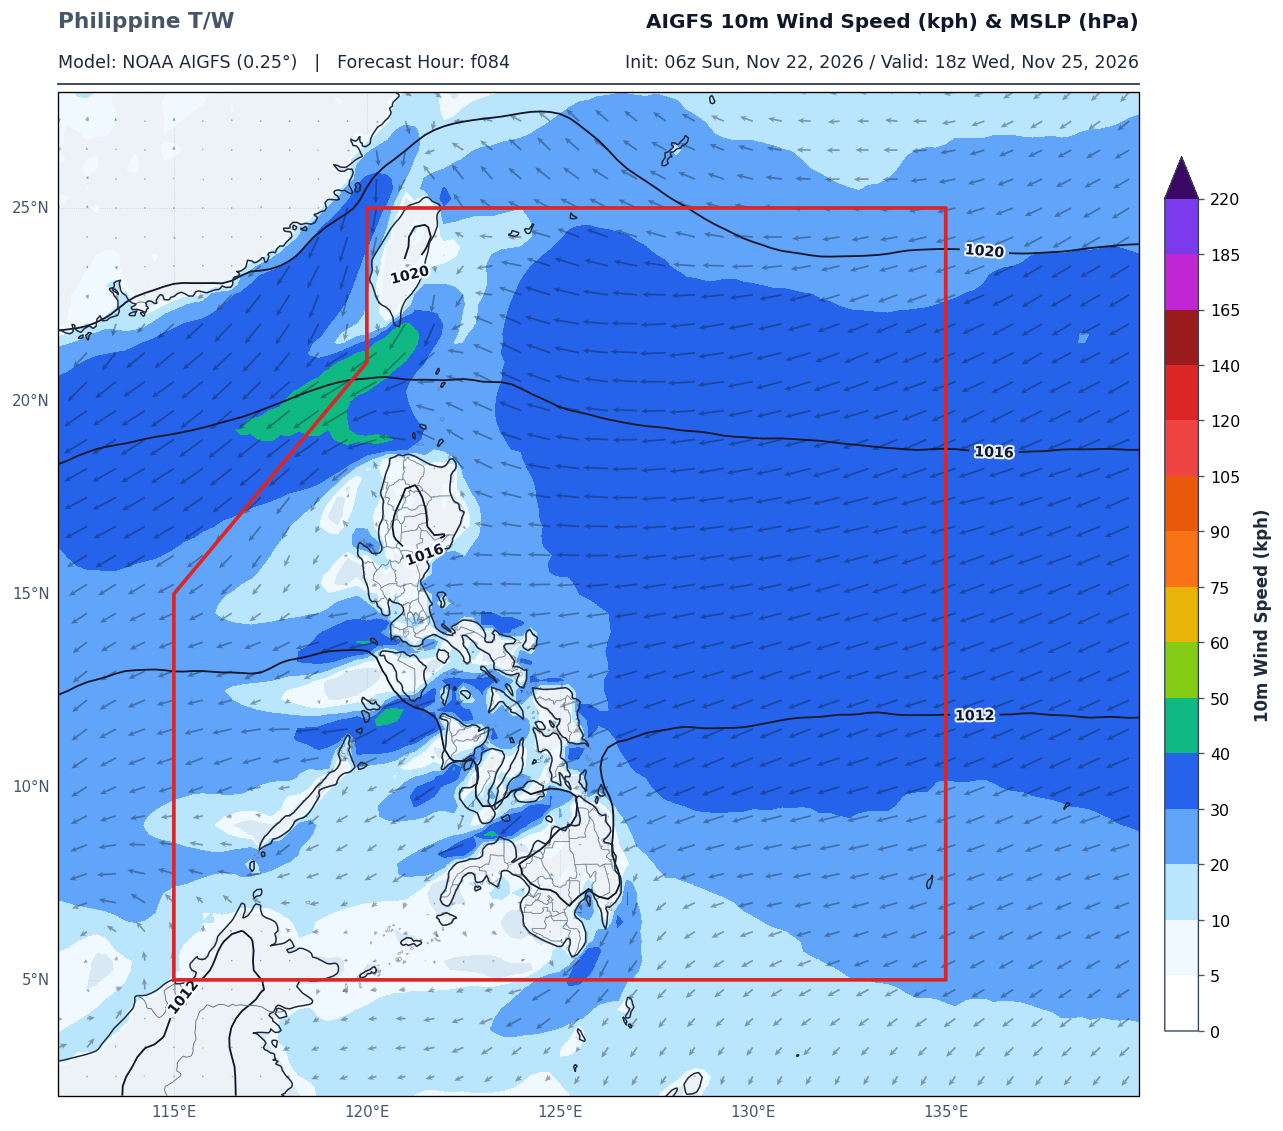 Philippine T/W
AIGFS 10m Wind Speed (kph) & MSLP (hPa)
Model: NOAA AIGFS (0.25°)   |   Forecast Hour: f084
Init: 06z Sun, Nov 22, 2026 / Valid: 18z Wed, Nov 25, 2026
25°N
20°N
15°N
10°N
5°N
115°E
120°E
125°E
130°E
135°E
1020
1020
1016
1016
1012
1012
220
185
165
140
120
105
90
75
60
50
40
30
20
10
5
0
10m Wind Speed (kph)